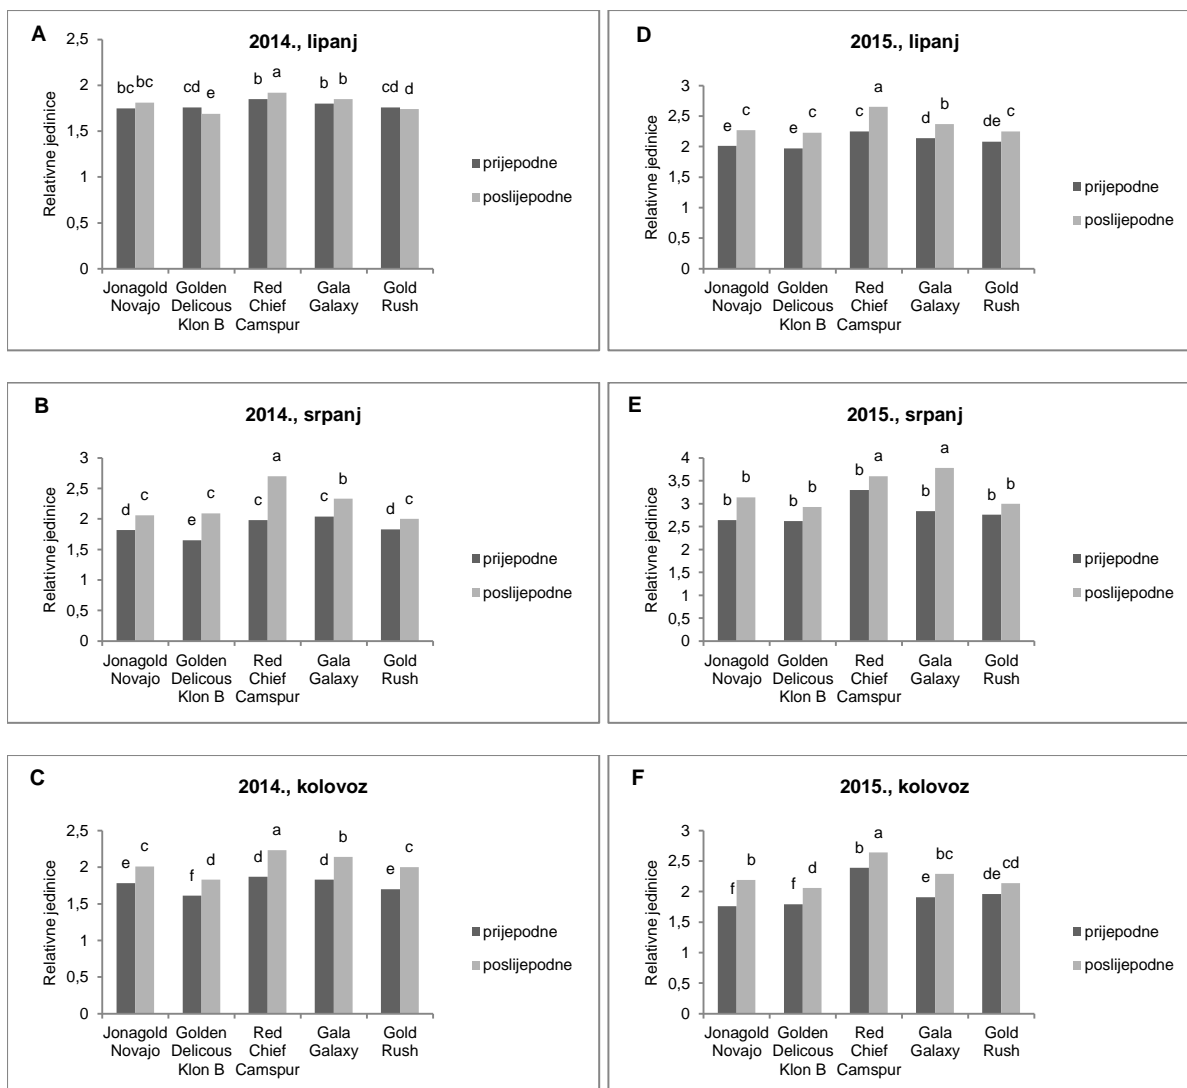 A
2014., lipanj
Relativne jedinice
2,5
2
1,5
1
0,5
0
bc bc cd e b a b b cd d
Jonagold Novajo
Golden Delicous Klon B
Red Chief Camspur
Gala Galaxy
Gold Rush
prijepodne
poslijepodne
D
2015., lipanj
Relativne jedinice
3
2,5
2
1,5
1
0,5
0
e c e c c a d b de c
Jonagold Novajo
Golden Delicous Klon B
Red Chief Camspur
Gala Galaxy
Gold Rush
prijepodne
poslijepodne
B
2014., srpanj
Relativne jedinice
3
2,5
2
1,5
1
0,5
0
d c e c c a c b d c
Jonagold Novajo
Golden Delicous Klon B
Red Chief Camspur
Gala Galaxy
Gold Rush
prijepodne
poslijepodne
E
2015., srpanj
Relativne jedinice
4
3,5
3
2,5
2
1,5
1
0,5
0
b b b b b a b a b b
Jonagold Novajo
Golden Delicous Klon B
Red Chief Camspur
Gala Galaxy
Gold Rush
prijepodne
poslijepodne
C
2014., kolovoz
Relativne jedinice
2,5
2
1,5
1
0,5
0
e c f d d a d b e c
Jonagold Novajo
Golden Delicous Klon B
Red Chief Camspur
Gala Galaxy
Gold Rush
prijepodne
poslijepodne
F
2015., kolovoz
Relativne jedinice
3
2,5
2
1,5
1
0,5
0
f b f d b a e bc de cd
Jonagold Novajo
Golden Delicous Klon B
Red Chief Camspur
Gala Galaxy
Gold Rush
prijepodne
poslijepodne